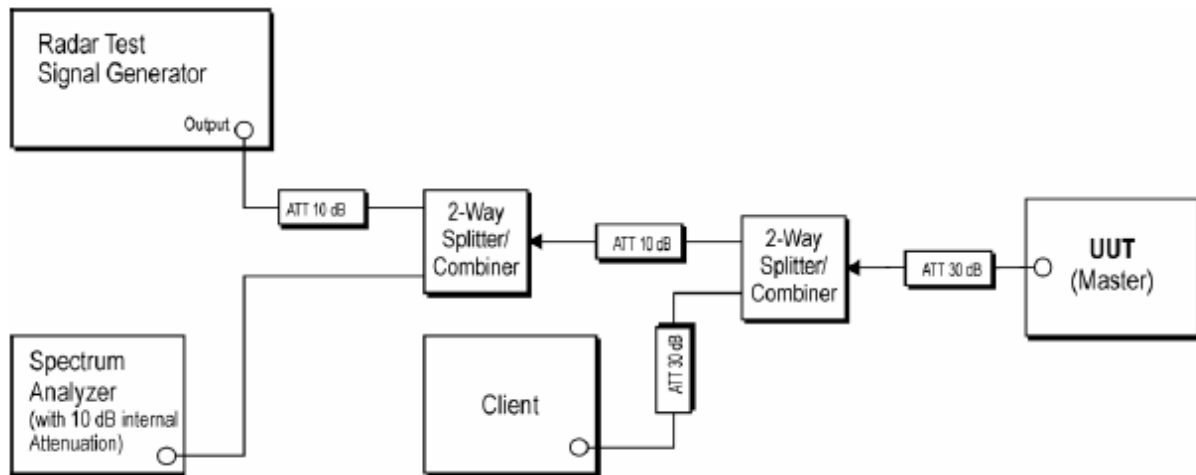 Radar Test
Signal Generator
Output
ATT 10 dB
2-Way
Splitter/
Combiner
ATT 10 dB
2-Way
Splitter/
Combiner
ATT 30 dB
UUT
(Master)
Spectrum
Analyzer
(with 10 dB internal
Attenuation)
Client
ATT 30 dB